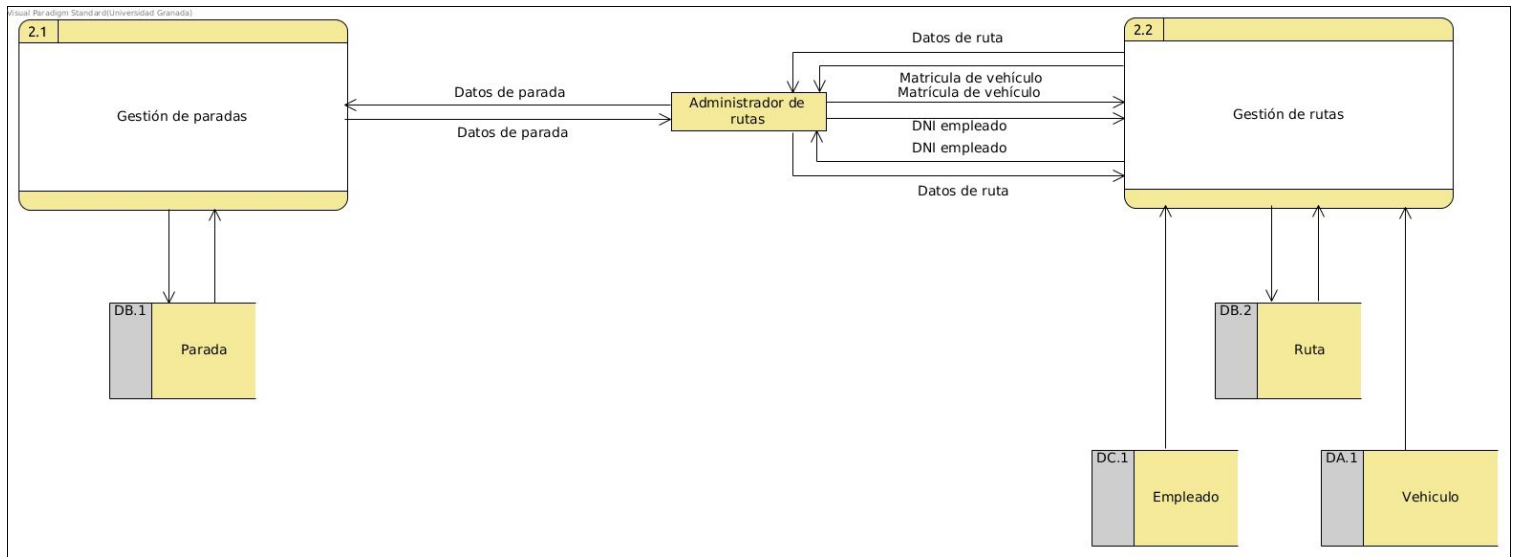 Visual Paradigm Standard(Universidad Granada)
2.1
Gestión de paradas
Datos de parada
Datos de parada
Administrador de
rutas
Datos de ruta
Matricula de vehículo
Matrícula de vehículo
DNI empleado
DNI empleado
Datos de ruta
2.2
Gestión de rutas
DB.1
Parada
DB.2
Ruta
DC.1
Empleado
DA.1
Vehiculo